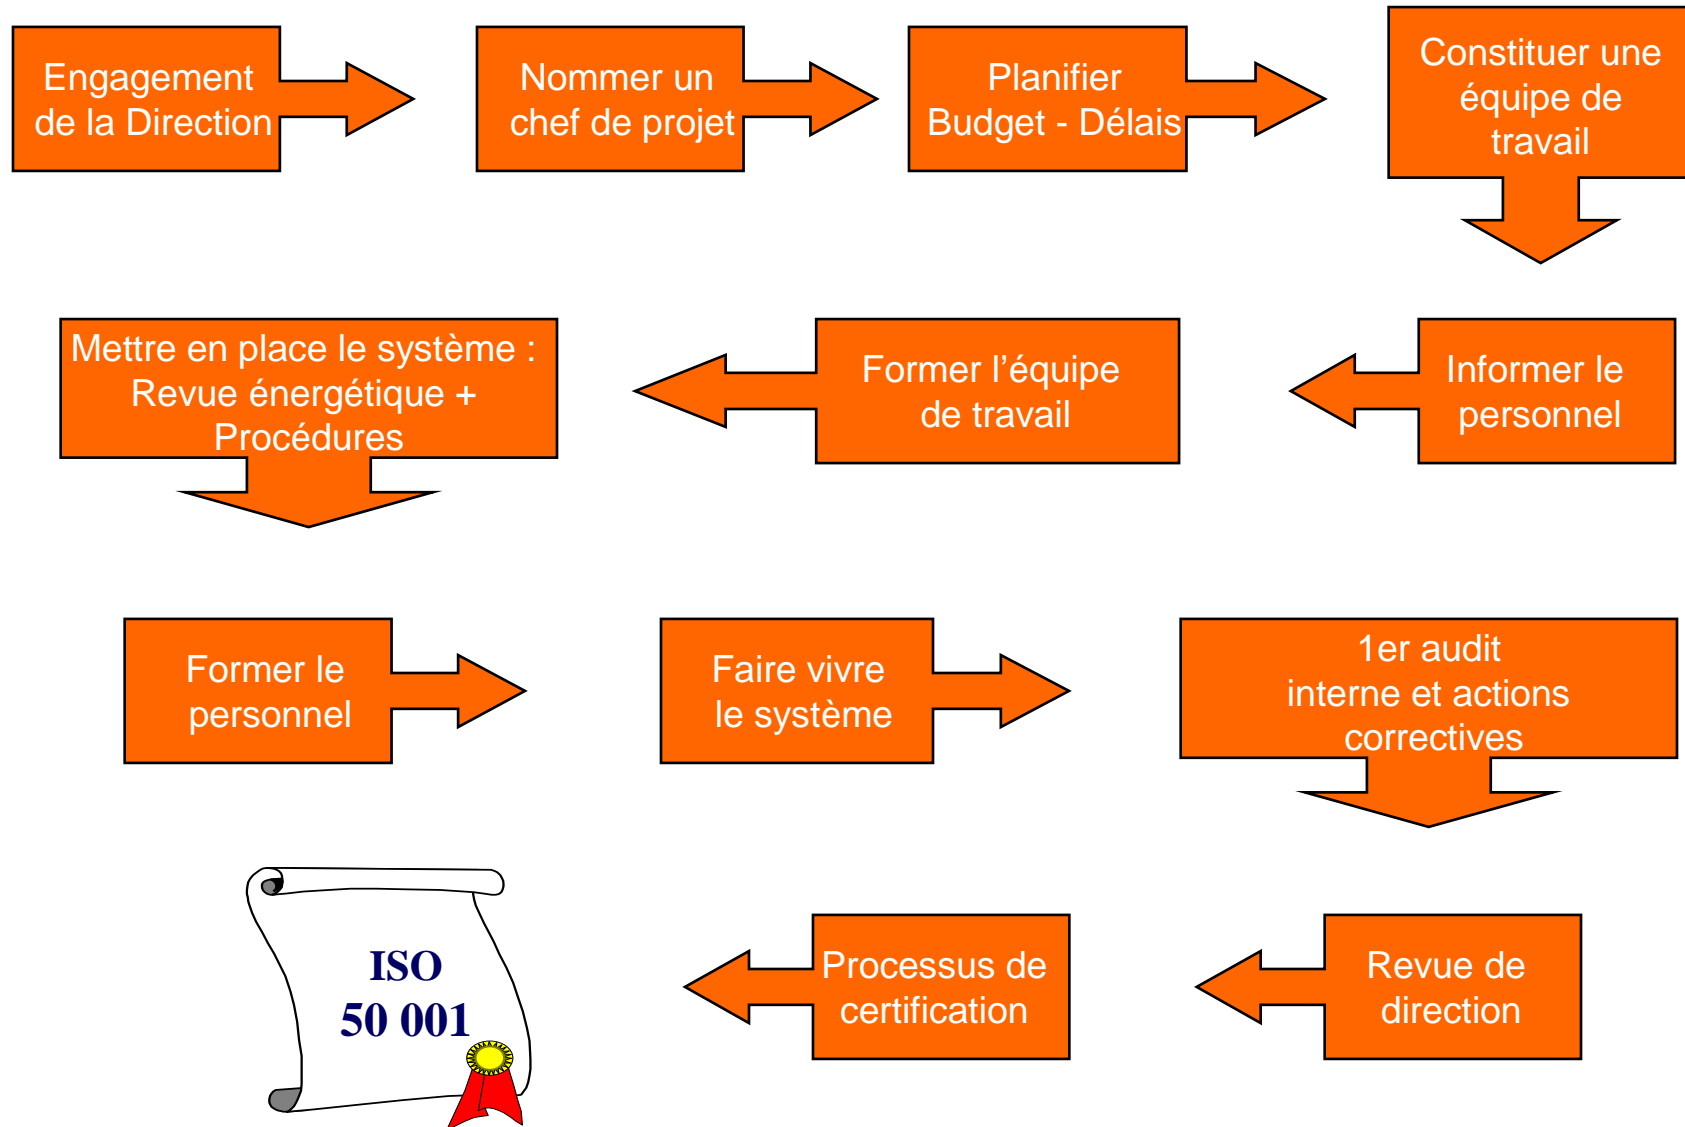 Engagement
de la Direction
Nommer un
chef de projet
Planifier
Budget - Délais
Constituer une
équipe de
travail
Informer le
personnel
Former l'équipe
de travail
Mettre en place le système :
Revue énergétique +
Procédures
Former le
personnel
Faire vivre
le système
1er audit
interne et actions
correctives
Revue de
direction
Processus de
certification
ISO
50 001